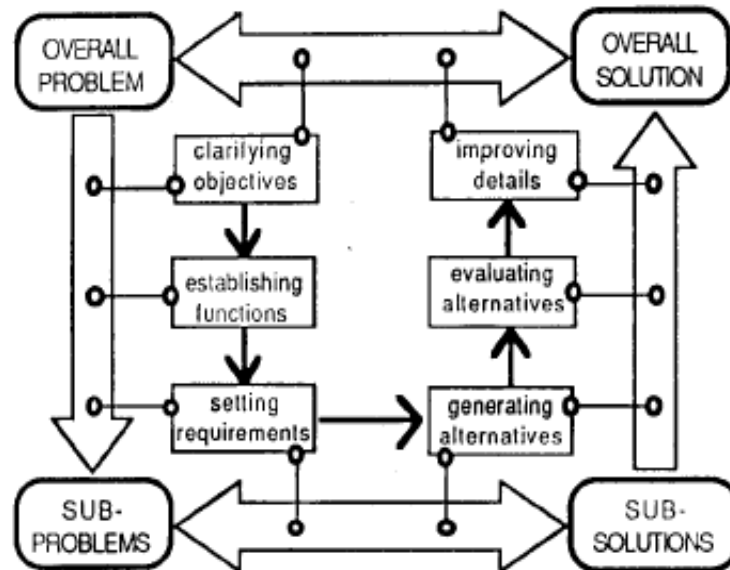 OVERALL
PROBLEM
OVERALL
SOLUTION
clarifying
objectives
improving
details
establishing
functions
evaluating
alternatives
setting
requirements
generating
alternatives
SUB-
PROBLEMS
SUB-
SOLUTIONS